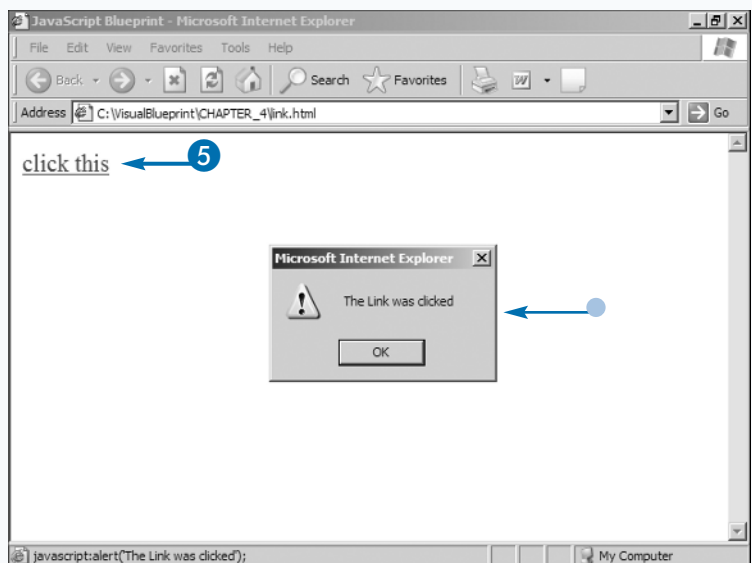 JavaScript Blueprint - Microsoft Internet Explorer
File Edit View Favorites Tools Help
Back Search Favorites W
Address C:\VisualBlueprint\CHAPTER_4\link.html Go
click this 5
Microsoft Internet Explorer
The Link was clicked
OK
javascript:alert('The Link was clicked'); My Computer